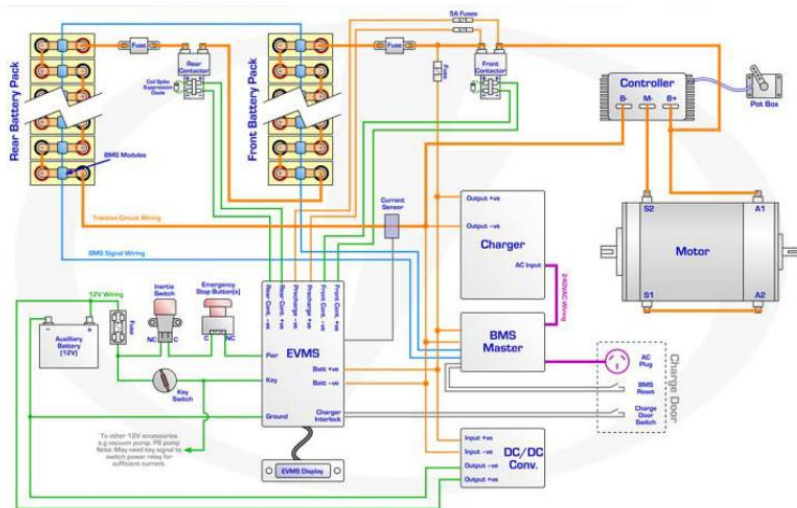 5A Fuses
Fuse
Rear
Contactor
Coil Spike
Suppression
Diode
Fuse
Front
Contactor
Fuse
Controller
B-
M-
B+
Pot Box
Rear Battery Pack
Front Battery Pack
BMS Modules
Traction Circuit Wiring
Current
Sensor
BMS Signal Wiring
Output +ve
Output -ve
Charger
AC Input
240VAC Wiring
S2
A1
Motor
S1
A2
12V Wiring
Inertia
Switch
Emergency
Stop Button(s)
Fuse
Auxiliary
Battery
(12V)
NC
C
C
NC
Key
Switch
Rear Cont. -ve
Rear Cont. +ve
Precharge -ve
Precharge +ve
Front Cont. -ve
Front Cont. +ve
EVMS
Pwr
Key
Ground
Batt +ve
Batt -ve
Charger
Interlock
BMS
Master
AC
Plug
BMS
Reset
Charge
Door
Switch
Charge Door
To other 12V accessories
e.g vacuum pump, PS pump
Note: May need key signal to
switch power relay for
sufficient current.
EVMS Display
Input +ve
Input -ve
Output -ve
Output +ve
DC/DC
Conv.